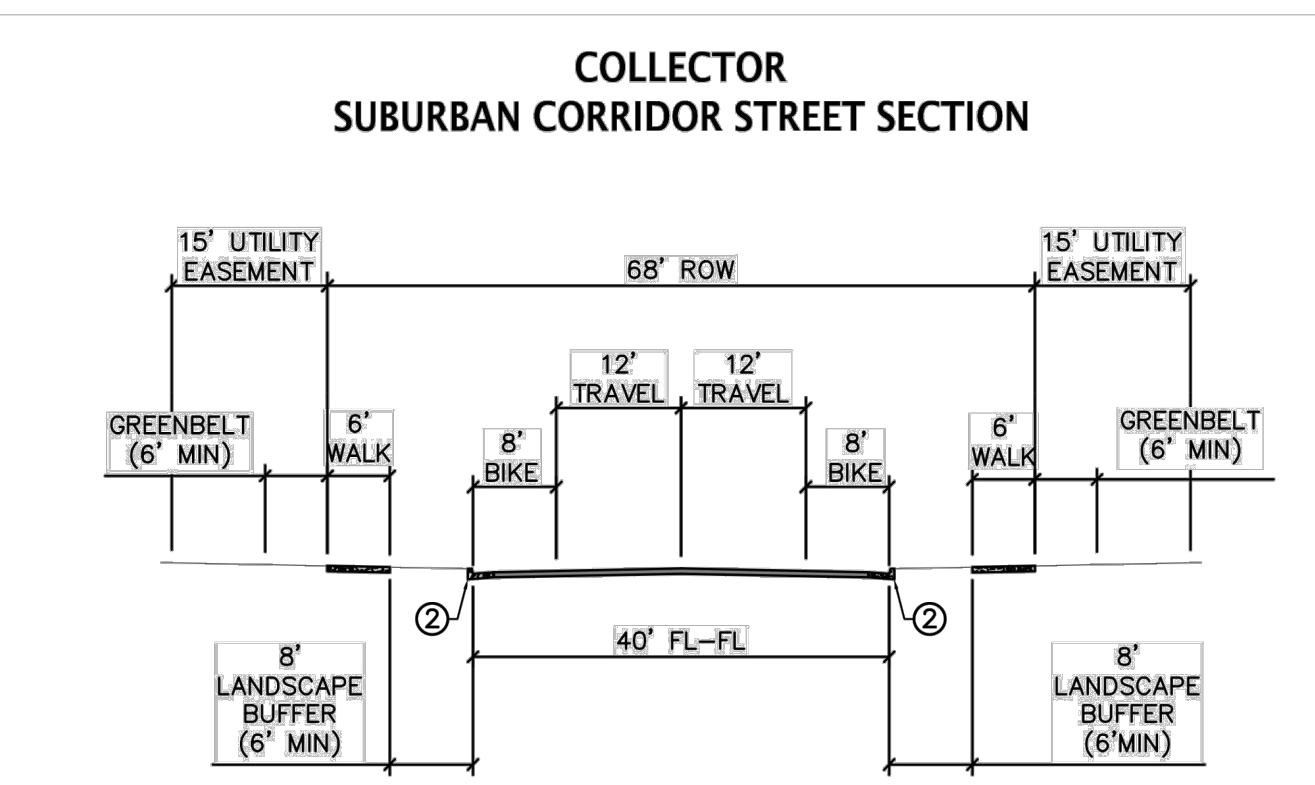 COLLECTOR
SUBURBAN CORRIDOR STREET SECTION
15' UTILITY
EASEMENT
68' ROW
15' UTILITY
EASEMENT
12'
TRAVEL
12'
TRAVEL
GREENBELT
(6' MIN)
6'
WALK
8'
BIKE
8'
BIKE
6'
WALK
GREENBELT
(6' MIN)
2
2
40' FL-FL
8'
LANDSCAPE
BUFFER
(6' MIN)
8'
LANDSCAPE
BUFFER
(6'MIN)